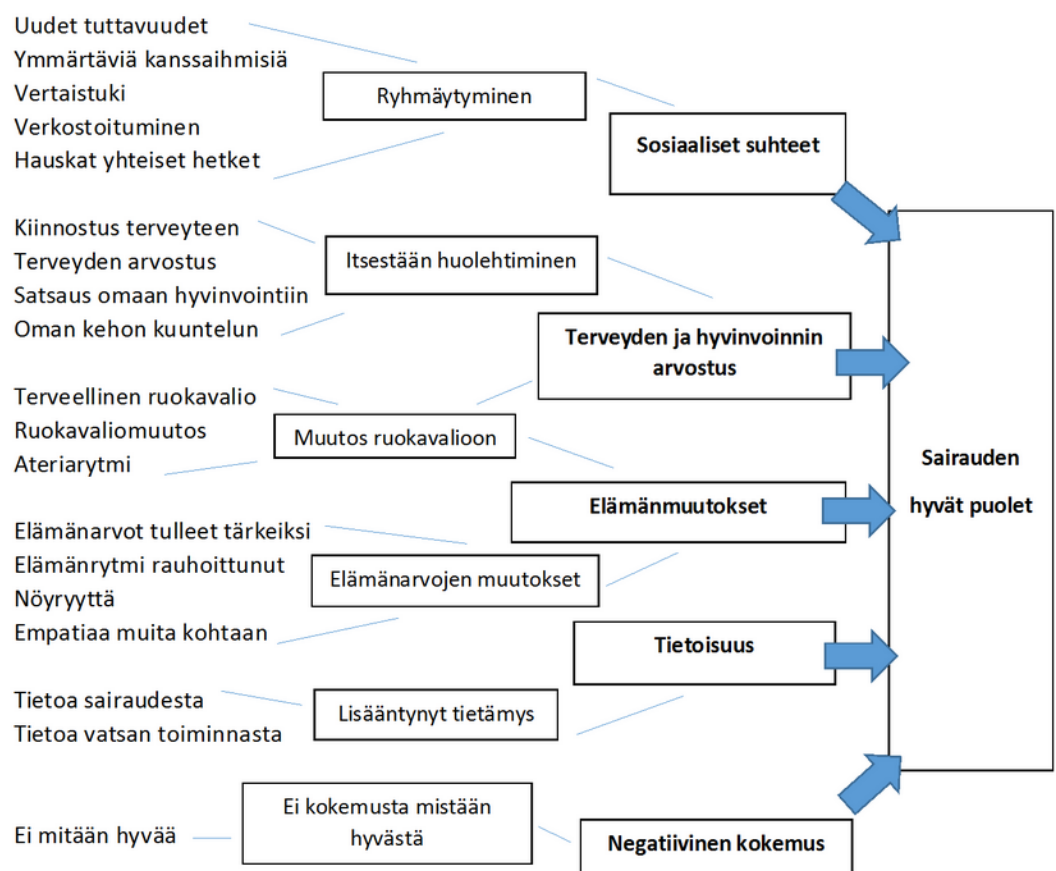 Uudet tuttavuudet
Ymmärtäviä kanssaihmisiä
Vertaistuki
Verkostoituminen
Hauskat yhteiset hetket
Ryhmäytyminen
Sosiaaliset suhteet
Kiinnostus terveyteen
Terveyden arvostus
Satsaus omaan hyvinvointiin
Oman kehon kuuntelun
Itsestään huolehtiminen
Terveyden ja hyvinvoinnin
arvostus
Terveellinen ruokavalio
Ruokavaliomuutos
Ateriarytmi
Muutos ruokavalioon
Elämänmuutokset
Sairauden
hyvät puolet
Elämänarvot tulleet tärkeiksi
Elämänrytmi rauhoittunut
Nöyryyttä
Empatiaa muita kohtaan
Elämänarvojen muutokset
Tietoisuus
Tietoa sairaudesta
Tietoa vatsan toiminnasta
Lisääntynyt tietämys
Ei mitään hyvää
Ei kokemusta mistään
hyvästä
Negatiivinen kokemus